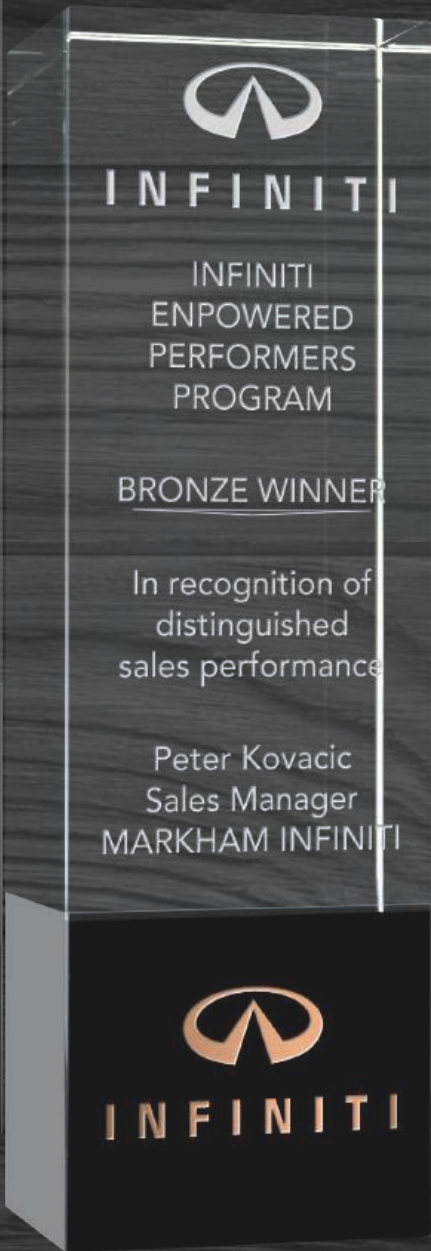 INFINITI
INFINITI
ENPOWERED
PERFORMERS
PROGRAM
BRONZE WINNER
In recognition of
distinguished
sales performance
Peter Kovacic
Sales Manager
MARKHAM INFINITI
INFINITI